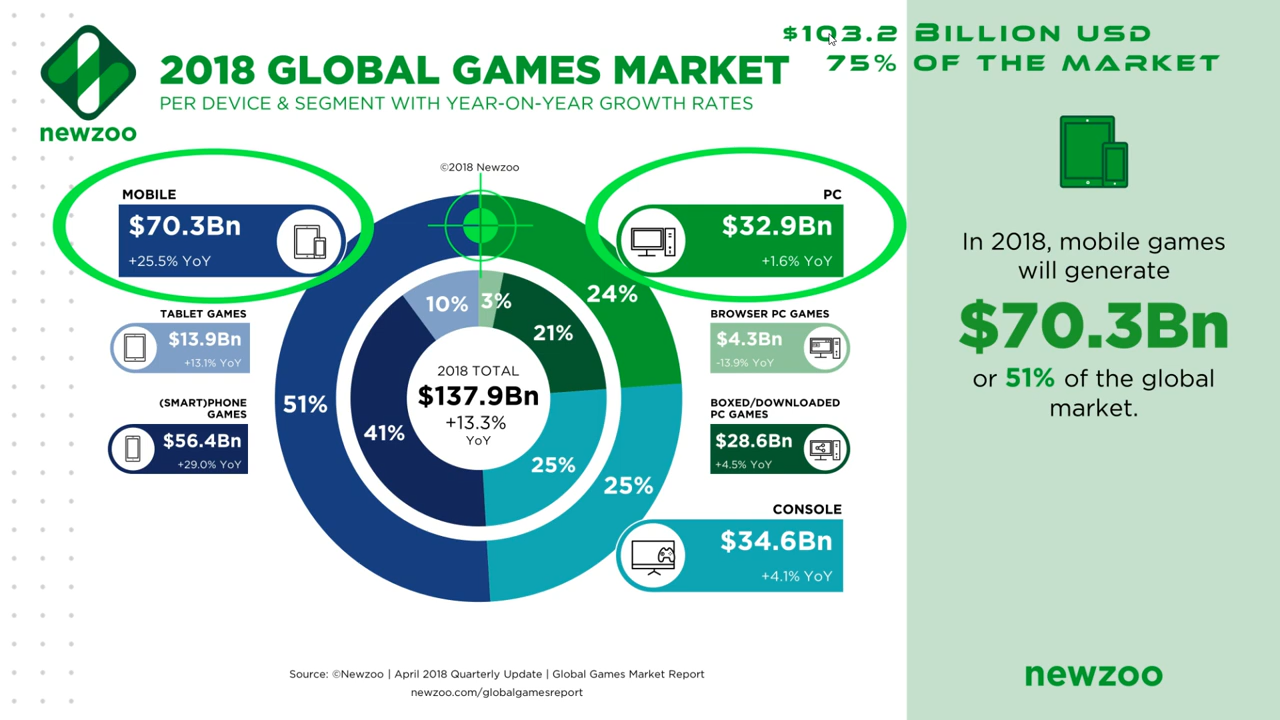 $103.2 BILLION USD
75% OF THE MARKET
newzoo
2018 GLOBAL GAMES MARKET
PER DEVICE & SEGMENT WITH YEAR-ON-YEAR GROWTH RATES
©2018 Newzoo
MOBILE
$70.3Bn
+25.5% YoY
TABLET GAMES
$13.9Bn
+13.1% YoY
(SMART)PHONE
GAMES
$56.4Bn
+29.0% YoY
51%
41%
10%
3%
21%
24%
25%
25%
2018 TOTAL
$137.9Bn
+13.3%
YoY
PC
$32.9Bn
+1.6% YoY
BROWSER PC GAMES
$4.3Bn
-13.9% YoY
BOXED/DOWNLOADED
PC GAMES
$28.6Bn
+4.5% YoY
CONSOLE
$34.6Bn
+4.1% YoY
In 2018, mobile games
will generate
$70.3Bn
or 51% of the global
market.
Source: ©Newzoo | April 2018 Quarterly Update | Global Games Market Report
newzoo.com/globalgamesreport
newzoo